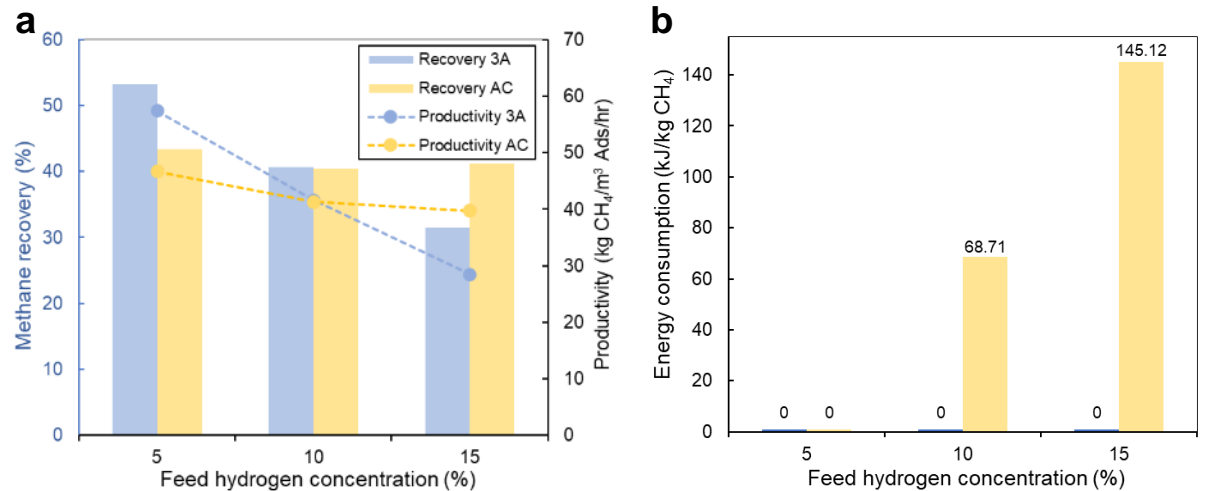 a
60
50
40
30
20
10
0
Methane recovery (%)
70
60
50
40
30
20
10
0
Productivity (kg CH₄/m³ Ads/hr)
Recovery 3A
Recovery AC
Productivity 3A
Productivity AC
5 10 15
Feed hydrogen concentration (%)
b
140
120
100
80
60
40
20
0
Energy consumption (kJ/kg CH₄)
145.12
68.71
0 0 0 0
5 10 15
Feed hydrogen concentration (%)